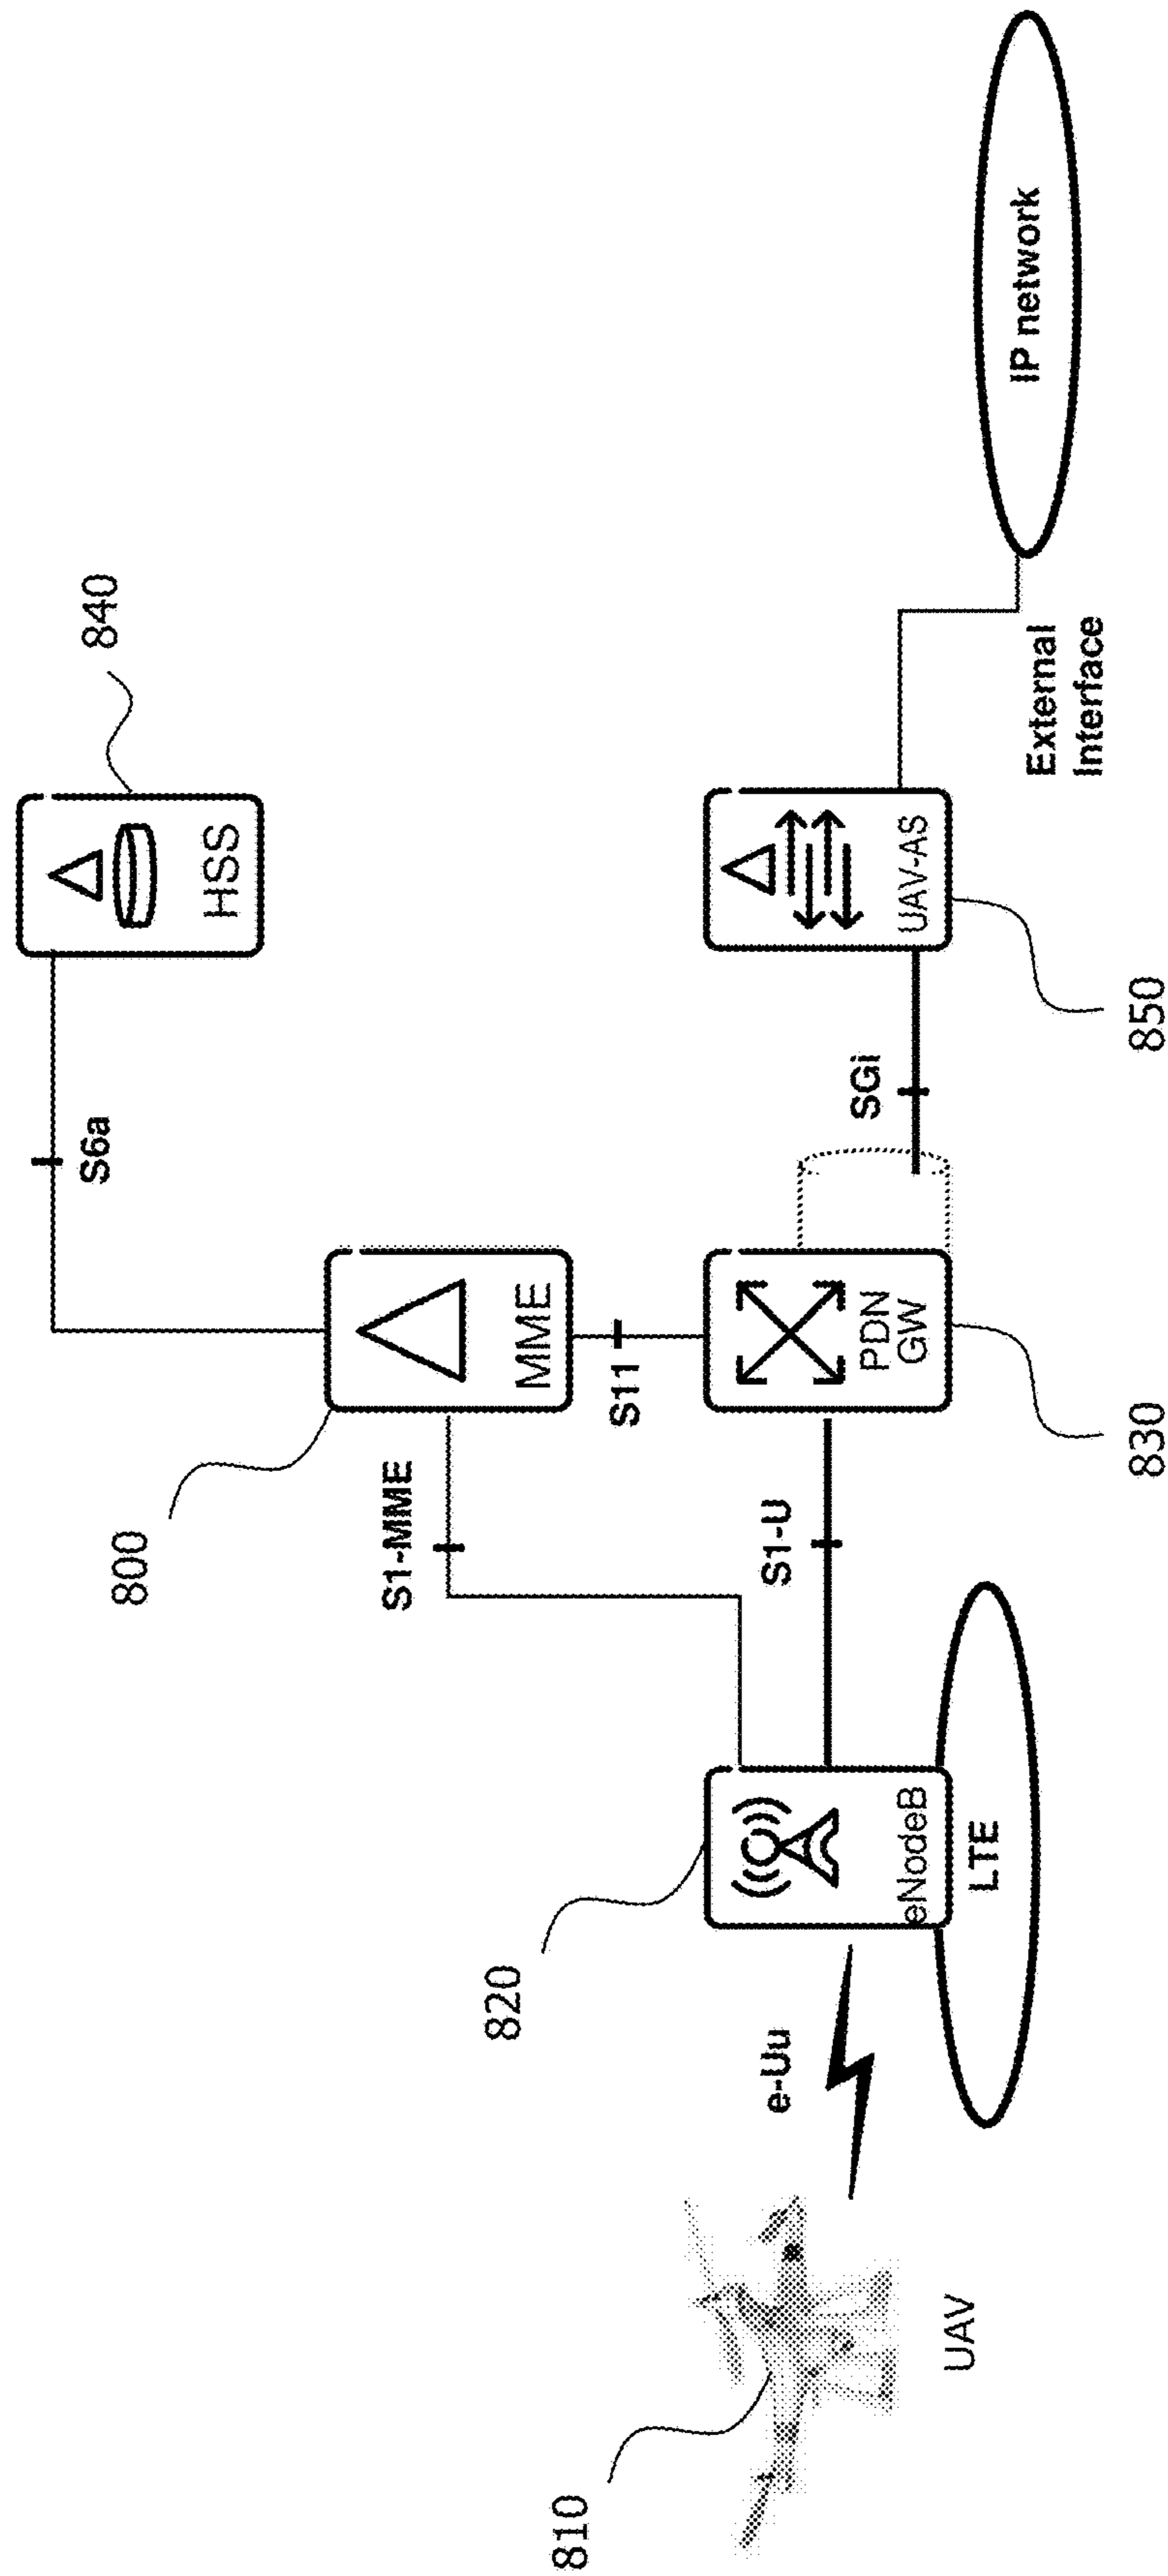 840
HSS
S6a
800
MME
S1-MME
S11
820
eNodeB
LTE
S1-U
PDN
GW
830
SGi
UAV-AS
850
External
Interface
IP network
810
UAV
e-Uu